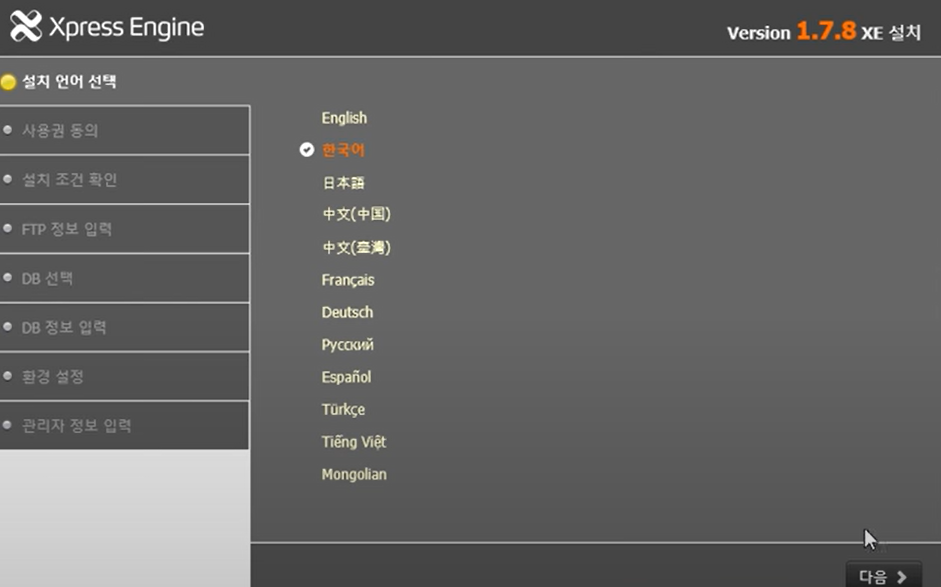 Xpress Engine
Version 1.7.8 XE 설치
설치 언어 선택
사용권 동의
설치 조건 확인
FTP 정보 입력
DB 선택
DB 정보 입력
환경 설정
관리자 정보 입력
English
한국어
日本語
中文(中国)
中文(臺灣)
Français
Deutsch
Русский
Español
Türkçe
Tiếng Việt
Mongolian
다음